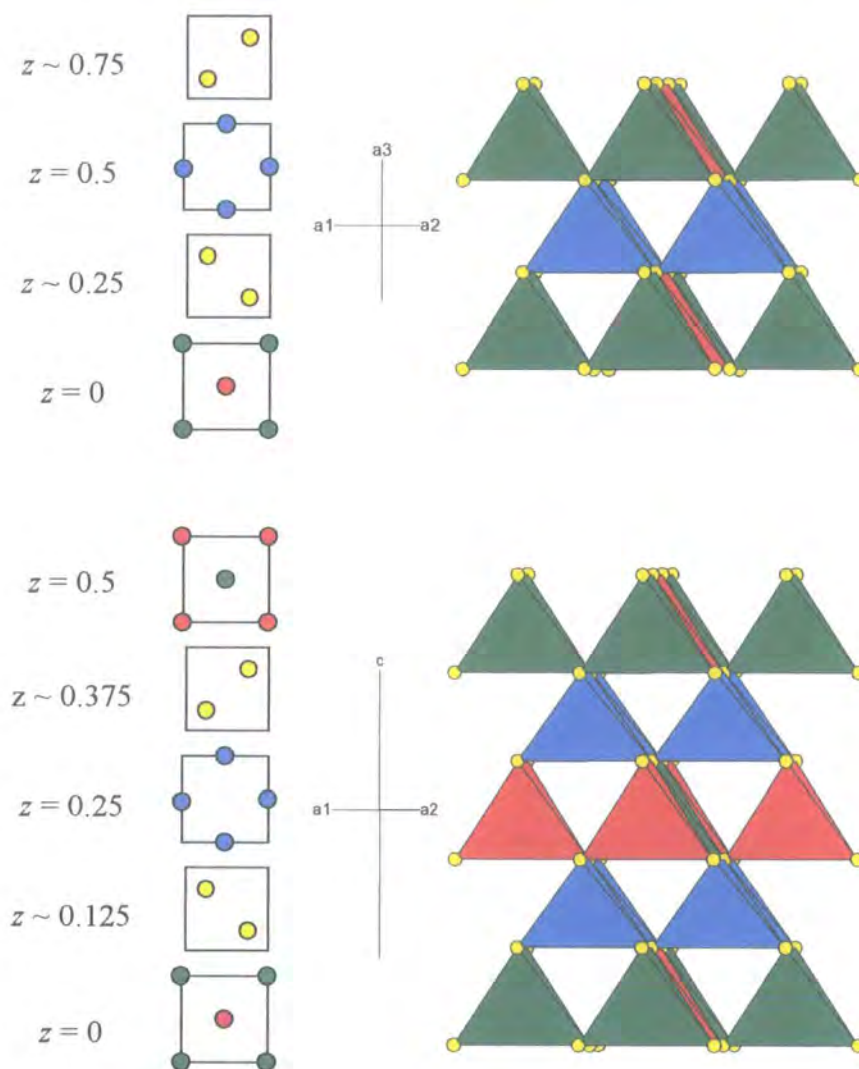 z ~ 0.75
z = 0.5
z ~ 0.25
z = 0
a3
a1 a2
z = 0.5
z ~ 0.375
z = 0.25
z ~ 0.125
z = 0
c
a1 a2